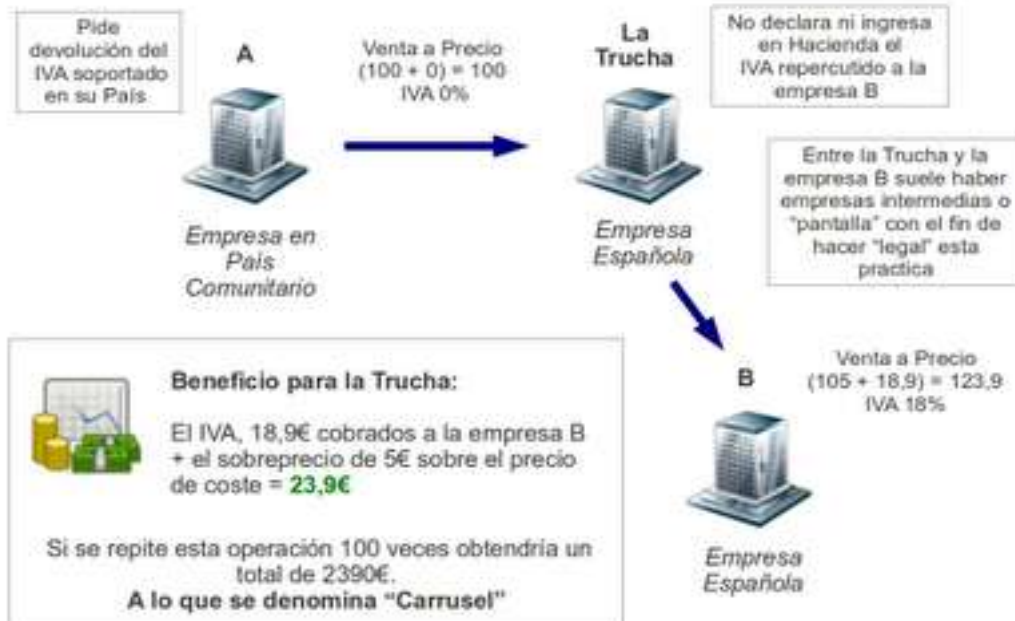 Pide
devolución del
IVA soportado
en su País
A
Venta a Precio
(100 + 0) = 100
IVA 0%
La
Trucha
No declara ni ingresa
en Hacienda el
IVA repercutido a la
empresa B
Empresa en
País
Comunitario
Empresa
Española
Entre la Trucha y la
empresa B suele haber
empresas intermedias o
"pantalla" con el fin de
hacer "legal" esta
practica
B
Venta a Precio
(105 + 18,9) = 123,9
IVA 18%
Empresa
Española
Beneficio para la Trucha:
El IVA, 18,9€ cobrados a la empresa B
+ el sobreprecio de 5€ sobre el precio
de coste = 23,9€
Si se repite esta operación 100 veces obtendría un
total de 2390€.
A lo que se denomina "Carrusel"